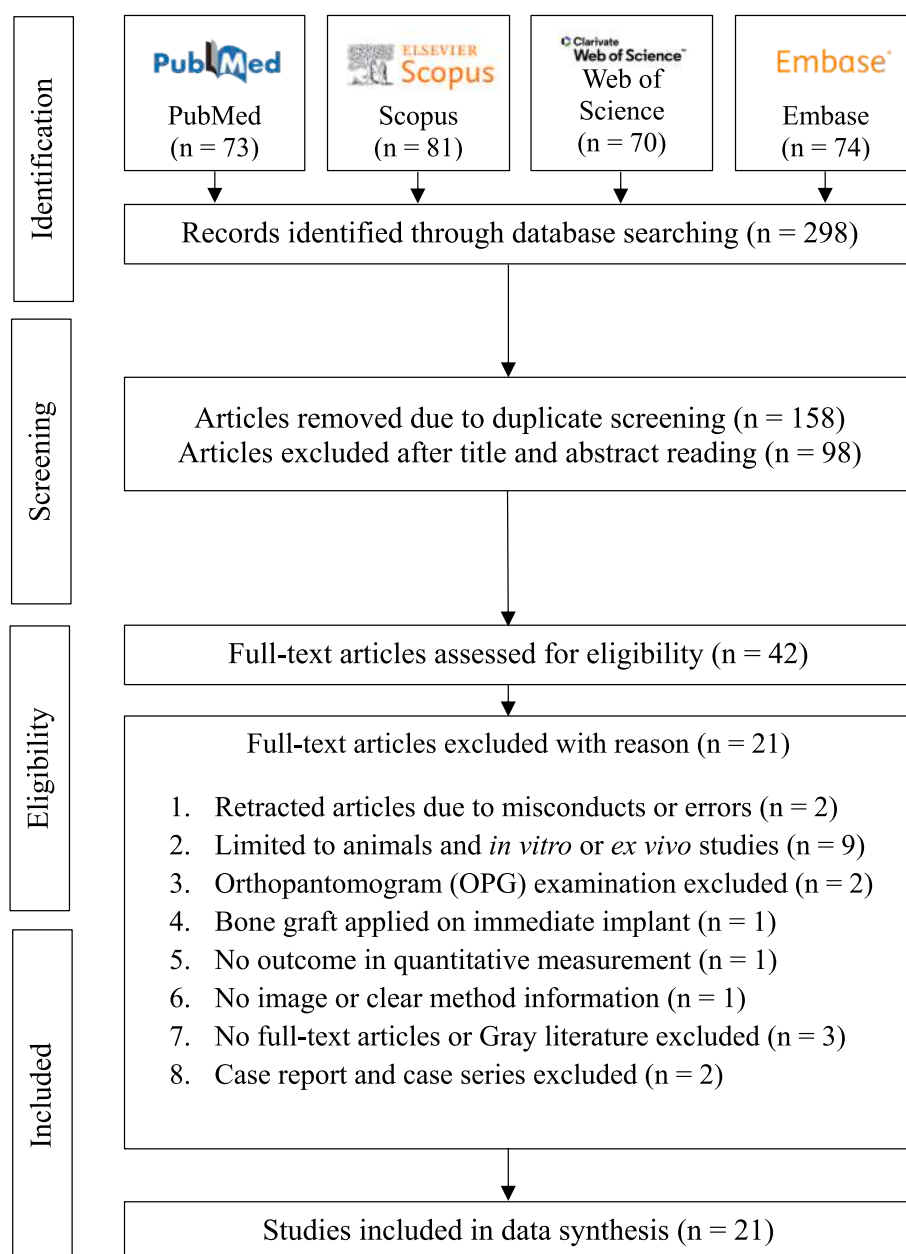 Identification
PubMed
PubMed
(n = 73)
ELSEVIER
Scopus
Scopus
(n = 81)
Clarivate
Web of Science™
Web of
Science
(n = 70)
Embase®
Embase
(n = 74)
Records identified through database searching (n = 298)
Screening
Articles removed due to duplicate screening (n = 158)
Articles excluded after title and abstract reading (n = 98)
Eligibility
Full-text articles assessed for eligibility (n = 42)
Full-text articles excluded with reason (n = 21)
1. Retracted articles due to misconducts or errors (n = 2)
2. Limited to animals and in vitro or ex vivo studies (n = 9)
3. Orthopantomogram (OPG) examination excluded (n = 2)
4. Bone graft applied on immediate implant (n = 1)
5. No outcome in quantitative measurement (n = 1)
6. No image or clear method information (n = 1)
7. No full-text articles or Gray literature excluded (n = 3)
8. Case report and case series excluded (n = 2)
Included
Studies included in data synthesis (n = 21)